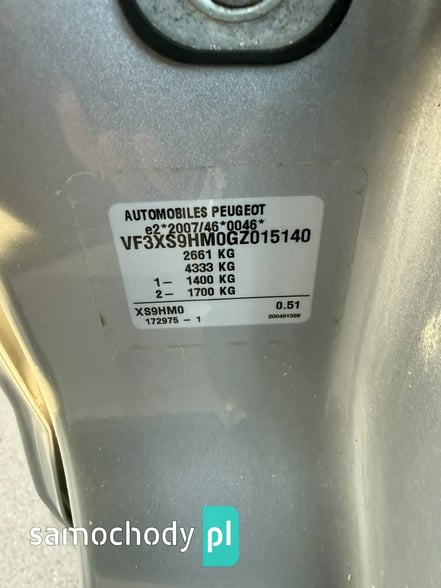 AUTOMOBILES PEUGEOT
e2*2007/46*0046*
VF3XS9HM0GZ015140
2661 KG
4333 KG
1– 1400 KG
2– 1700 KG
XS9HM0 0.51
172975 – 1 200491399
samochody pl